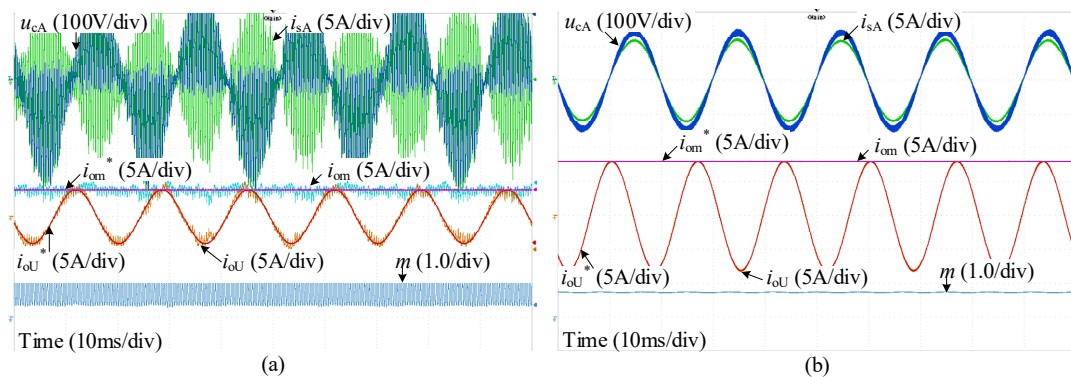 u_cA (100V/div)
i_sA (5A/div)
i_om* (5A/div)
i_om (5A/div)
i_oU* (5A/div)
i_oU (5A/div)
m (1.0/div)
Time (10ms/div)
(a)
u_cA (100V/div)
i_sA (5A/div)
i_om* (5A/div)
i_om (5A/div)
i_oU* (5A/div)
i_oU (5A/div)
m (1.0/div)
Time (10ms/div)
(b)